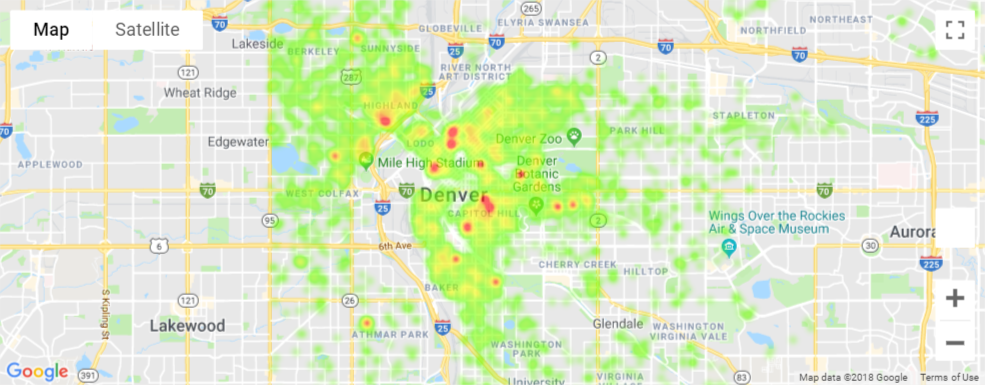 265
ELYRIA SWANSEA
NORTHEAST
70
Map
Satellite
GLOBEVILLE
NORTHFIELD
Lakeside
BERKELEY
SUNNYSIDE
25
70
70
70
2
121
287
RIVER NORTH
ART DISTRICT
Wheat Ridge
25
HIGHLAND
STAPLETON
225
70
Edgewater
LODO
Denver Zoo
PARK HILL
APPLEWOOD
Mile High Stadium
Denver
Botanic
Gardens
70
WEST COLFAX
70
Denver
70
25
CAPITOL HILL
95
2
Wings Over the Rockies
Air & Space Museum
6
6th Ave
30
Aurora
CHERRY CREEK
HILLTOP
225
BAKER
S Kipling St
121
26
+
Lakewood
25
Glendale
WASHINGTON
VIRGINIA VALE
ATHMAR PARK
WASHINGTON
PARK
−
Google
391
University
VIRGINIA
83
Map data ©2018 Google
Terms of Use